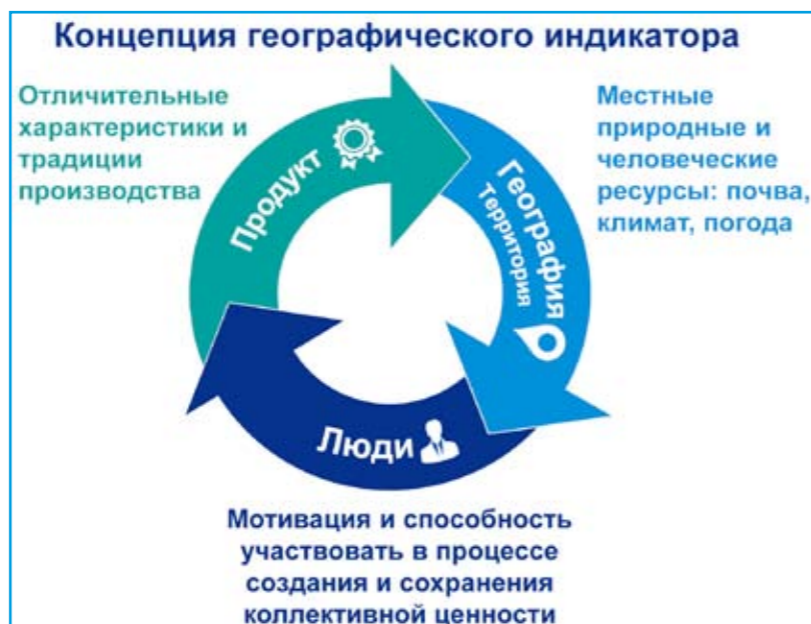 Концепция географического индикатора
Отличительные
характеристики и
традиции
производства
Продукт
География
Территория
Местные
природные и
человеческие
ресурсы: почва,
климат, погода
Люди
Мотивация и способность
участвовать в процессе
создания и сохранения
коллективной ценности